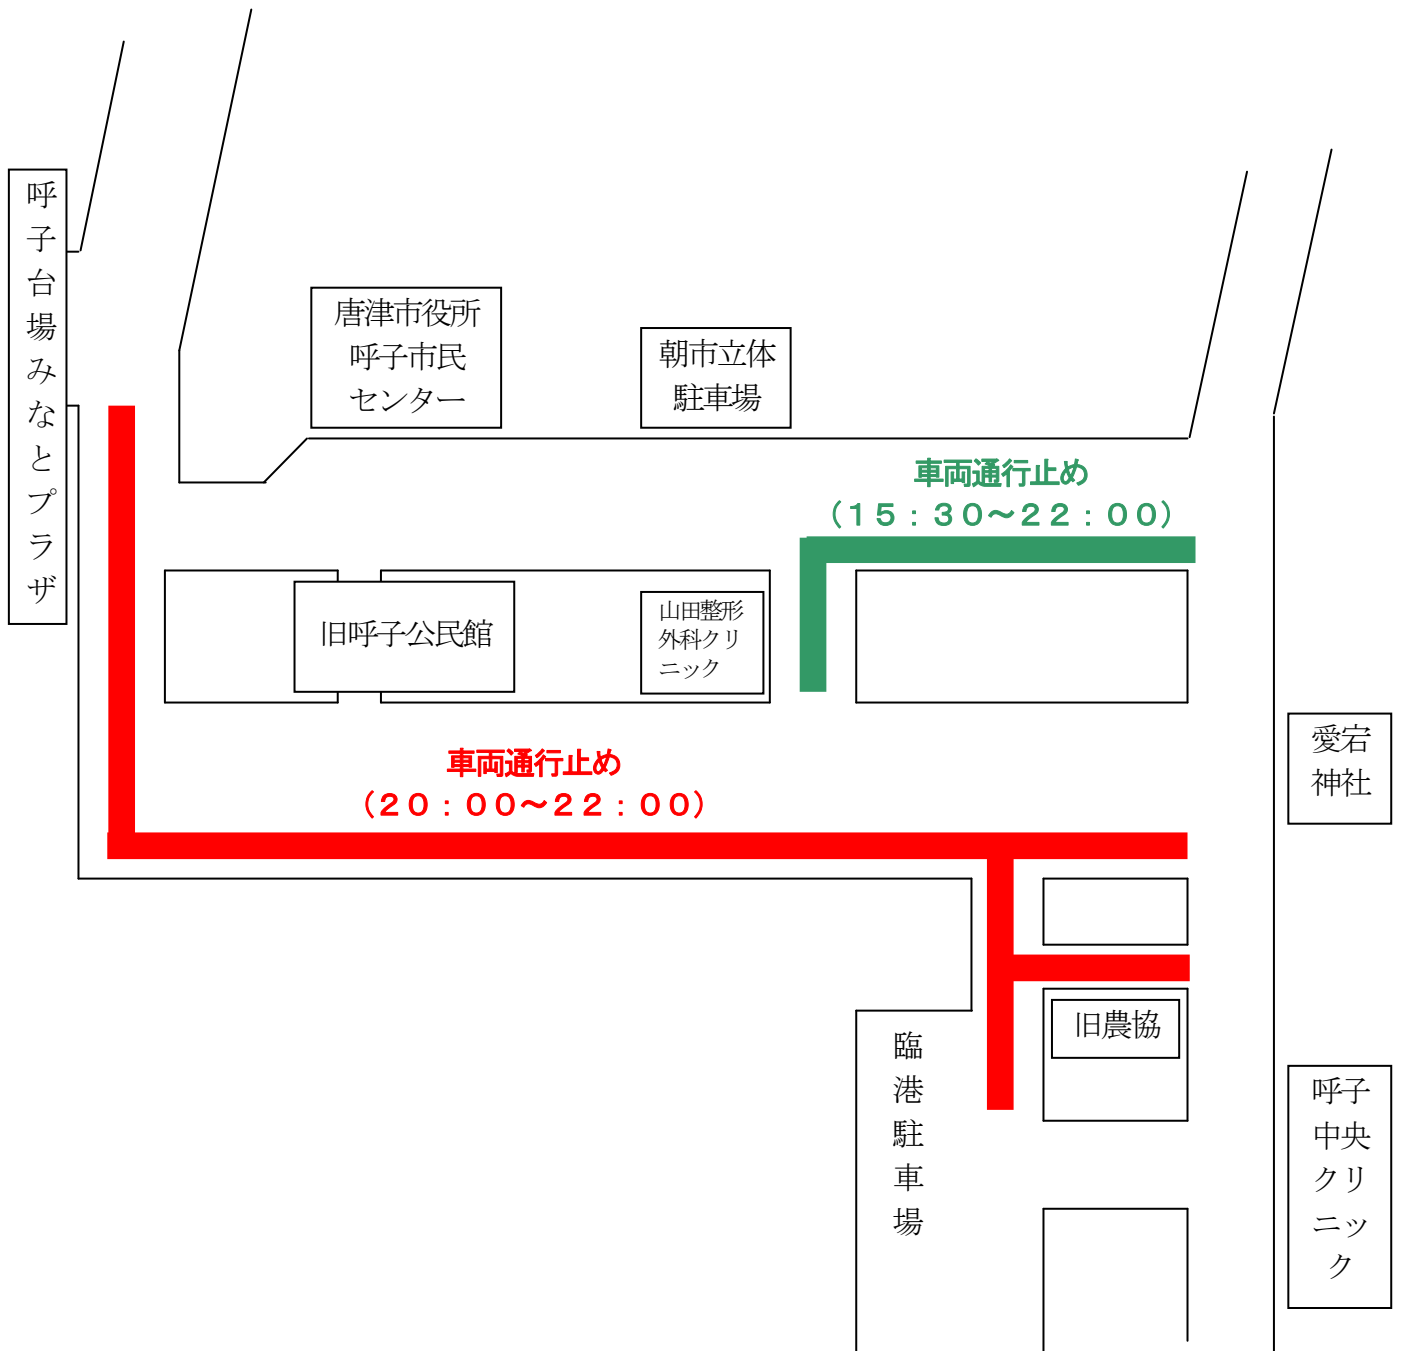 呼子台場みなとプラザ
唐津市役所
呼子市民
センター
朝市立体
駐車場
車両通行止め
（１５：３０～２２：００）
旧呼子公民館
山田整形
外科クリ
ニック
車両通行止め
（２０：００～２２：００）
愛宕
神社
旧農協
臨港駐車場
呼子
中央
クリ
ニッ
ク